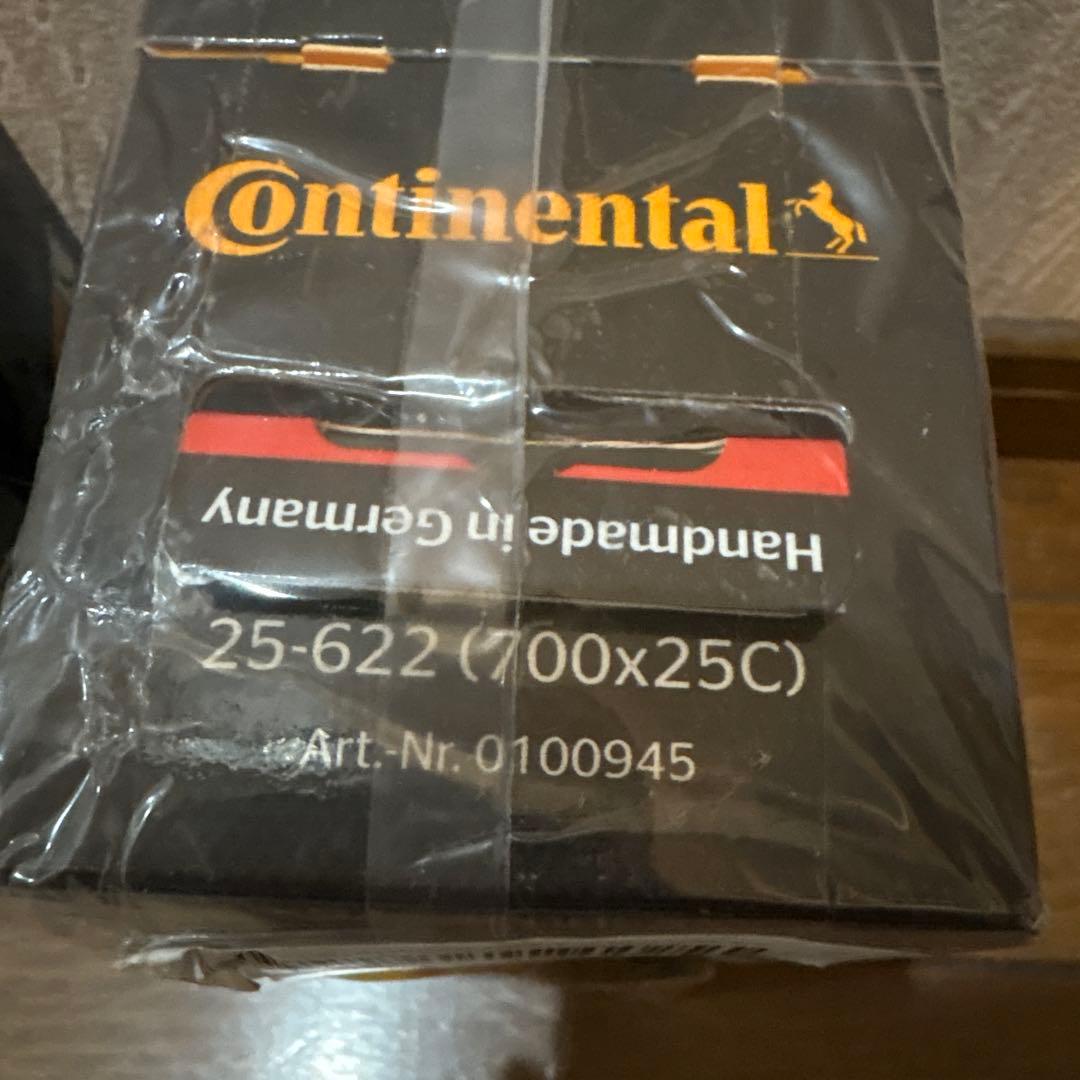 Continental
Handmade in Germany
25-622 (700x25C)
Art.-Nr. 0100945